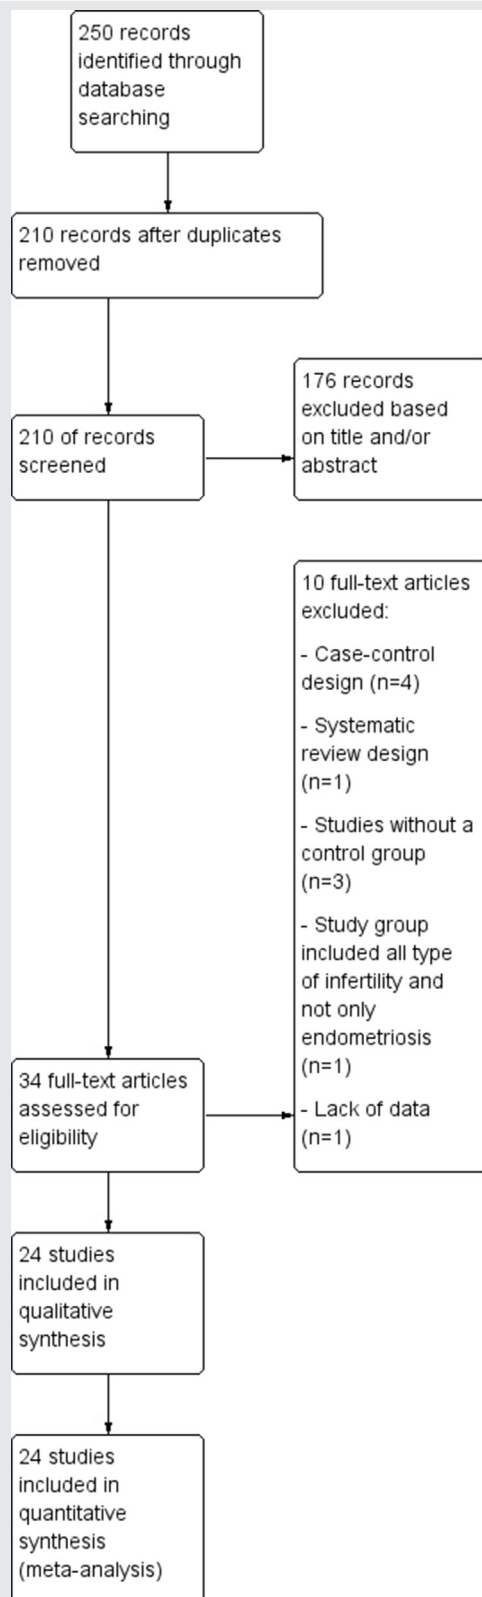 250 records
identified through
database
searching
210 records after duplicates
removed
176 records
excluded based
on title and/or
abstract
210 of records
screened
10 full-text articles
excluded:
- Case-control
design (n=4)
- Systematic
review design
(n=1)
- Studies without a
control group
(n=3)
- Study group
included all type
of infertility and
not only
endometriosis
(n=1)
- Lack of data
(n=1)
34 full-text articles
assessed for
eligibility
24 studies
included in
qualitative
synthesis
24 studies
included in
quantitative
synthesis
(meta-analysis)